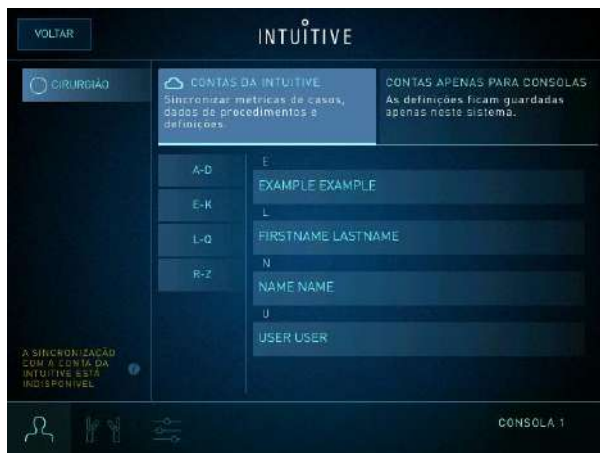 VOLTAR
INTUITIVE
CIRURGIÃO
CONTAS DA INTUITIVE
Sincronizar métricas de casos,
dados de procedimentos e
definições.
CONTAS APENAS PARA CONSOLAS
As definições ficam guardadas
apenas neste sistema.
A-D
E-K
L-Q
R-Z
E
EXAMPLE EXAMPLE
L
FIRSTNAME LASTNAME
N
NAME NAME
U
USER USER
A SINCRONIZAÇÃO
COM A CONTA DA
INTUITIVE ESTÁ
INDISPONÍVEL
CONSOLA 1